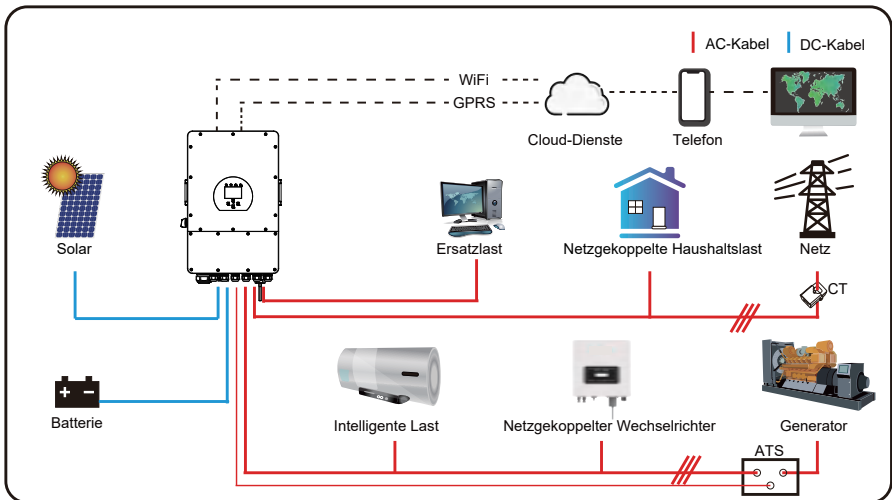 AC-Kabel
DC-Kabel
WiFi
GPRS
Cloud-Dienste
Telefon
Solar
Ersatzlast
Netzgekoppelte Haushaltslast
Netz
CT
Batterie
Intelligente Last
Netzgekoppelter Wechselrichter
Generator
ATS